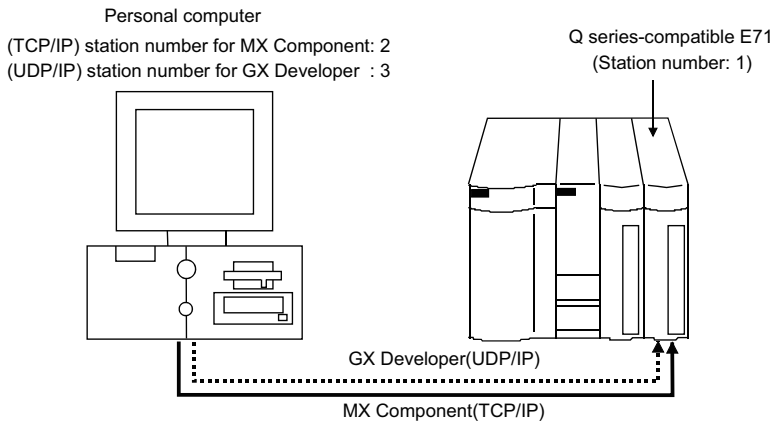 Personal computer
(TCP/IP) station number for MX Component: 2
(UDP/IP) station number for GX Developer : 3
Q series-compatible E71
(Station number: 1)
GX Developer(UDP/IP)
MX Component(TCP/IP)